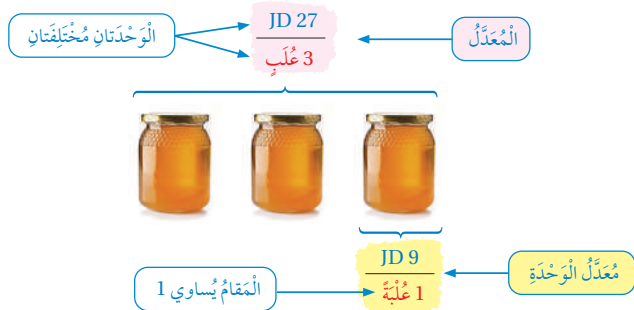 الْوَحْدَتانِ مُخْتَلِفَتانِ
JD 27
3 عُلَبٍ
الْمُعَدَّلُ
JD 9
1 عُلْبَةً
مُعَدَّلُ الْوَحْدَةِ
الْمَقامُ يُساوي 1